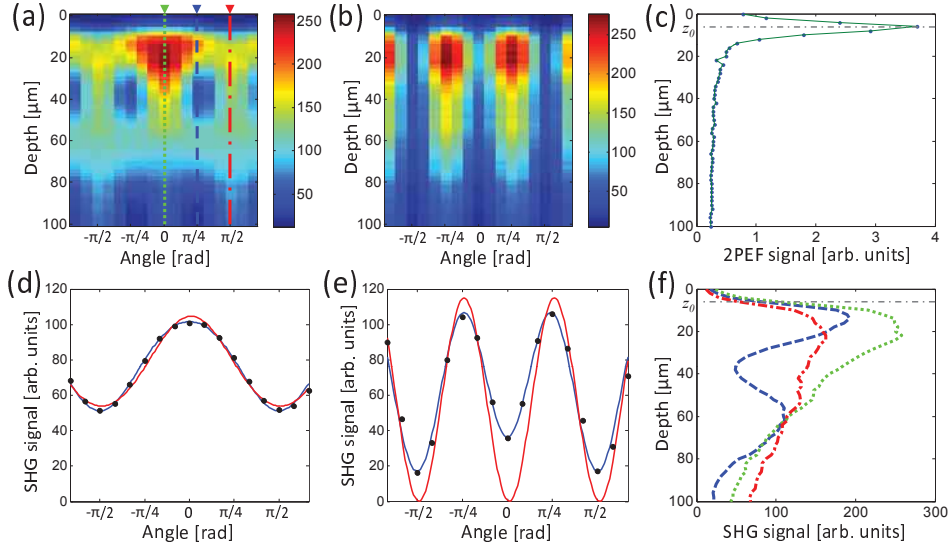 (a)
0
20
40
60
80
100
Depth [μm]
-π/2
-π/4
0
π/4
π/2
Angle [rad]
250
200
150
100
50
(b)
0
20
40
60
80
100
Depth [μm]
-π/2
-π/4
0
π/4
π/2
Angle [rad]
250
200
150
100
50
(c)
0
z0
20
40
60
80
100
Depth [μm]
0
1
2
3
4
2PEF signal [arb. units]
(d)
120
100
80
60
40
20
0
SHG signal [arb. units]
-π/2
-π/4
0
π/4
π/2
Angle [rad]
(e)
120
100
80
60
40
20
0
SHG signal [arb. units]
-π/2
-π/4
0
π/4
π/2
Angle [rad]
(f)
0
z0
20
40
60
80
100
Depth [μm]
0
100
200
300
SHG signal [arb. units]